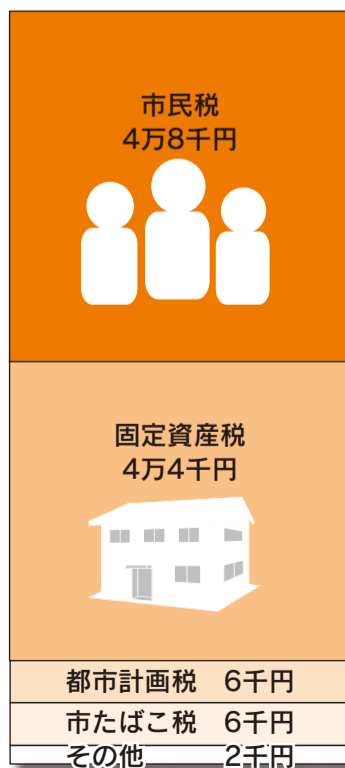 市民税
4万8千円
固定資産税
4万4千円
都市計画税 6千円
市たばこ税 6千円
その他 2千円